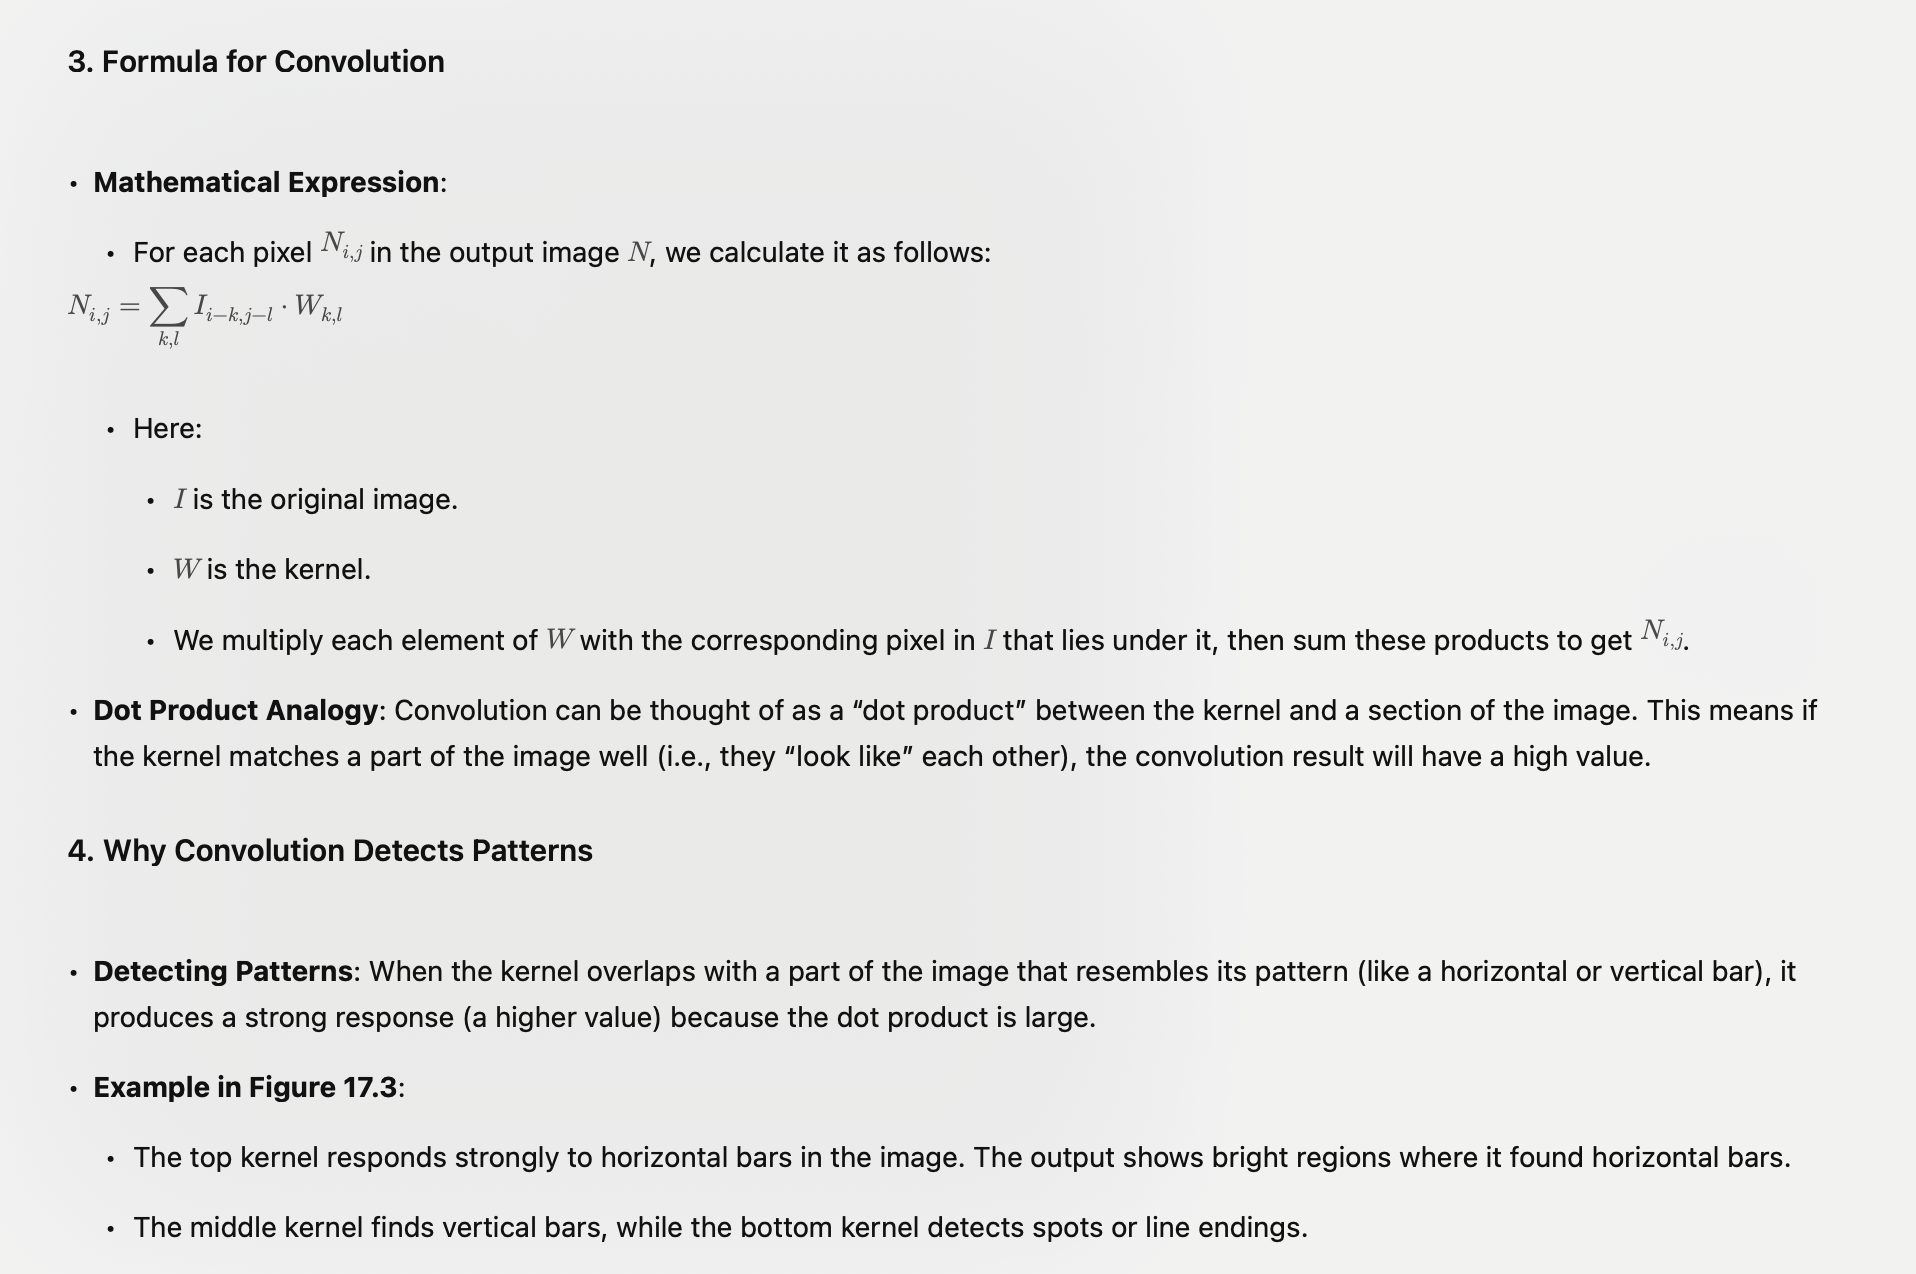 3. Formula for Convolution
• Mathematical Expression:
• For each pixel N_{i,j} in the output image N, we calculate it as follows:
N_{i,j} = ∑_{k,l} I_{i−k,j−l} · W_{k,l}
• Here:
• I is the original image.
• W is the kernel.
• We multiply each element of W with the corresponding pixel in I that lies under it, then sum these products to get N_{i,j}.
• Dot Product Analogy: Convolution can be thought of as a “dot product” between the kernel and a section of the image. This means if
the kernel matches a part of the image well (i.e., they “look like” each other), the convolution result will have a high value.
4. Why Convolution Detects Patterns
• Detecting Patterns: When the kernel overlaps with a part of the image that resembles its pattern (like a horizontal or vertical bar), it
produces a strong response (a higher value) because the dot product is large.
• Example in Figure 17.3:
• The top kernel responds strongly to horizontal bars in the image. The output shows bright regions where it found horizontal bars.
• The middle kernel finds vertical bars, while the bottom kernel detects spots or line endings.